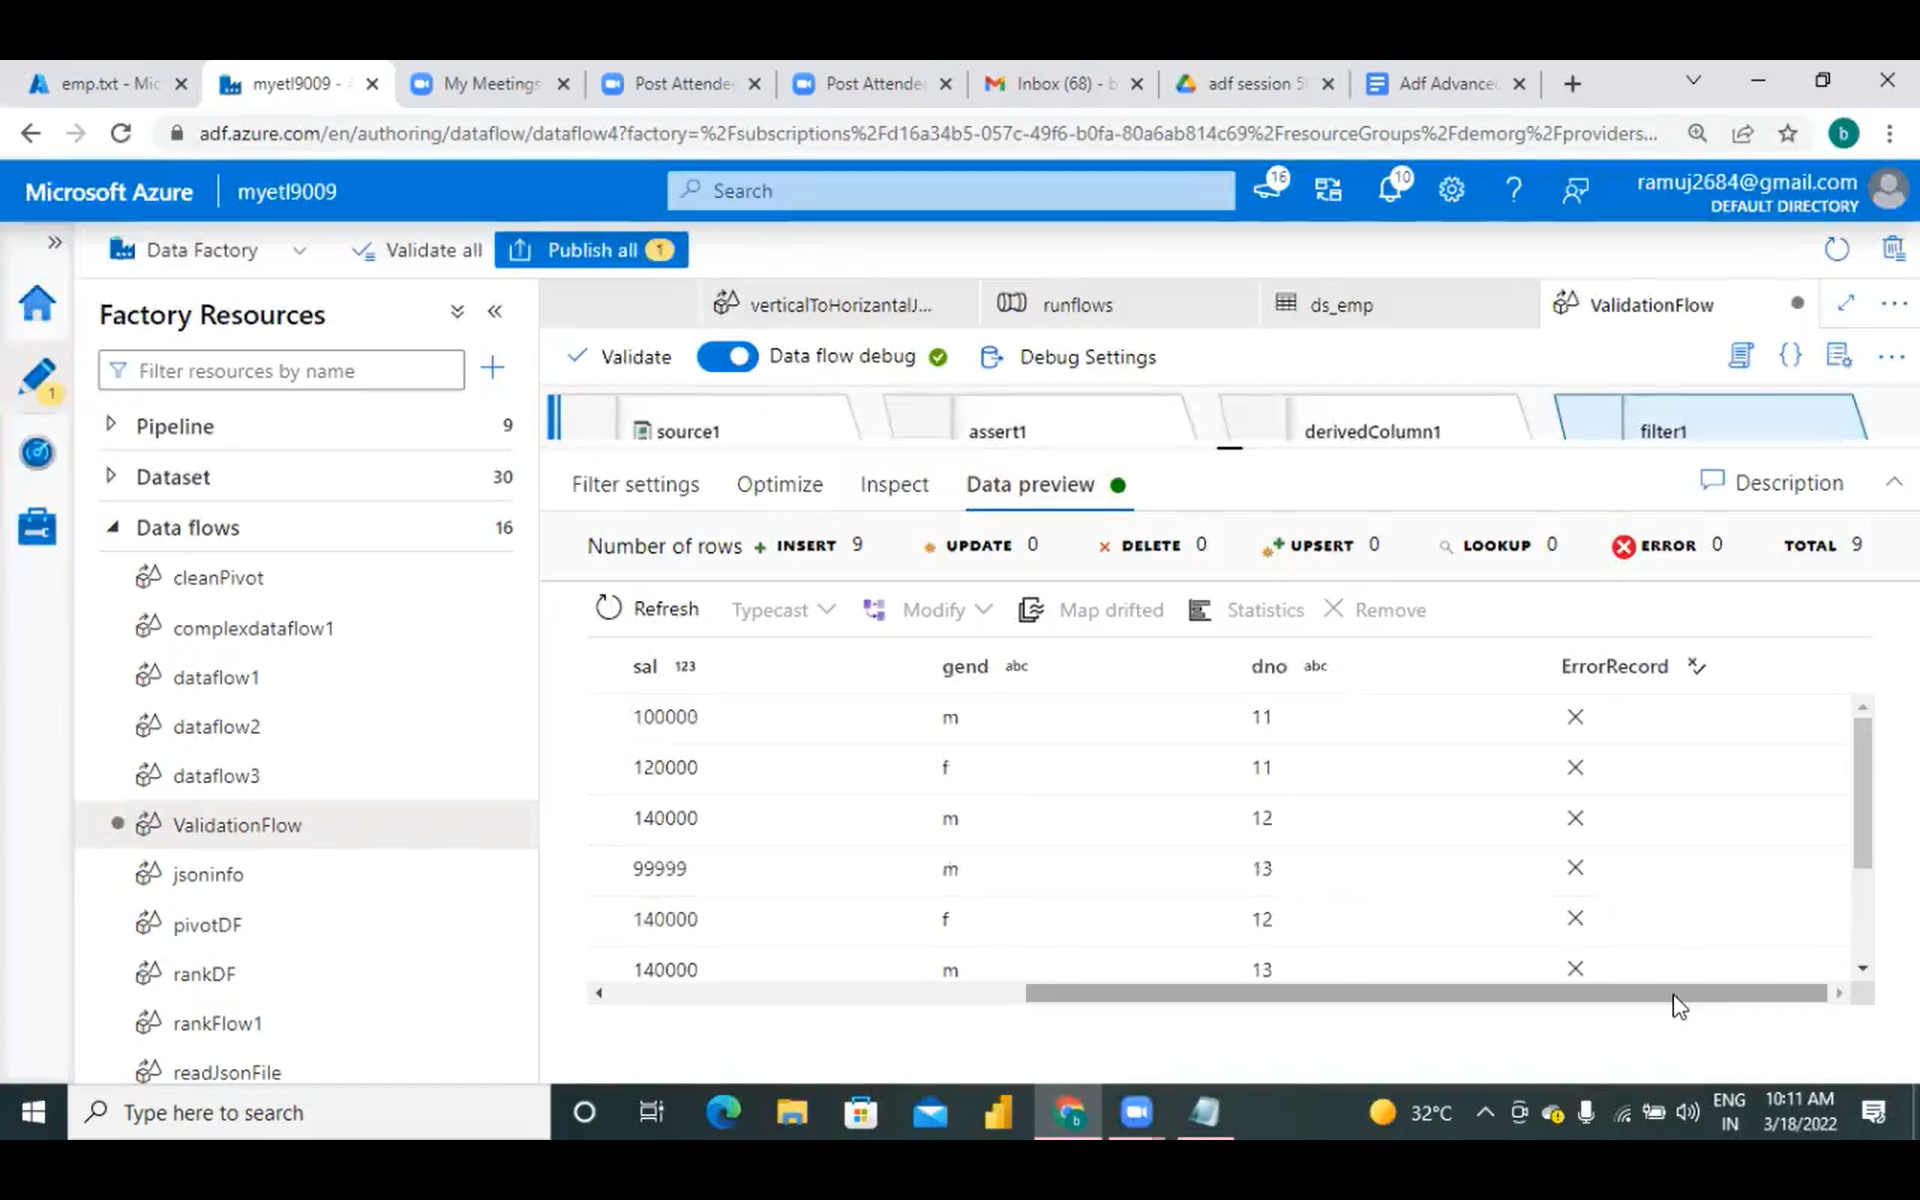 emp.txt - Mic
myetl9009 -
My Meetings
Post Attende
Post Attende
Inbox (68) - b
adf session 5
Adf Advance
adf.azure.com/en/authoring/dataflow/dataflow4?factory=%2Fsubscriptions%2Fd16a34b5-057c-49f6-b0fa-80a6ab814c69%2FresourceGroups%2Fdemorg%2Fproviders...
b
Microsoft Azure
myetl9009
Search
16
10
ramuj2684@gmail.com
DEFAULT DIRECTORY
Data Factory
Validate all
Publish all 1
Factory Resources
Filter resources by name
1
Pipeline 9
Dataset 30
Data flows 16
cleanPivot
complexdataflow1
dataflow1
dataflow2
dataflow3
ValidationFlow
jsoninfo
pivotDF
rankDF
rankFlow1
readJsonFile
verticalToHorizantalJ...
runflows
ds_emp
ValidationFlow
Validate
Data flow debug
Debug Settings
source1
assert1
derivedColumn1
filter1
Filter settings
Optimize
Inspect
Data preview
Description
Number of rows
INSERT 9
UPDATE 0
DELETE 0
UPSERT 0
LOOKUP 0
ERROR 0
TOTAL 9
Refresh
Typecast
Modify
Map drifted
Statistics
Remove
sal 123 gend abc dno abc ErrorRecord
100000 m 11
120000 f 11
140000 m 12
99999 m 13
140000 f 12
140000 m 13
Type here to search
b
32°C
ENG
IN
10:11 AM
3/18/2022